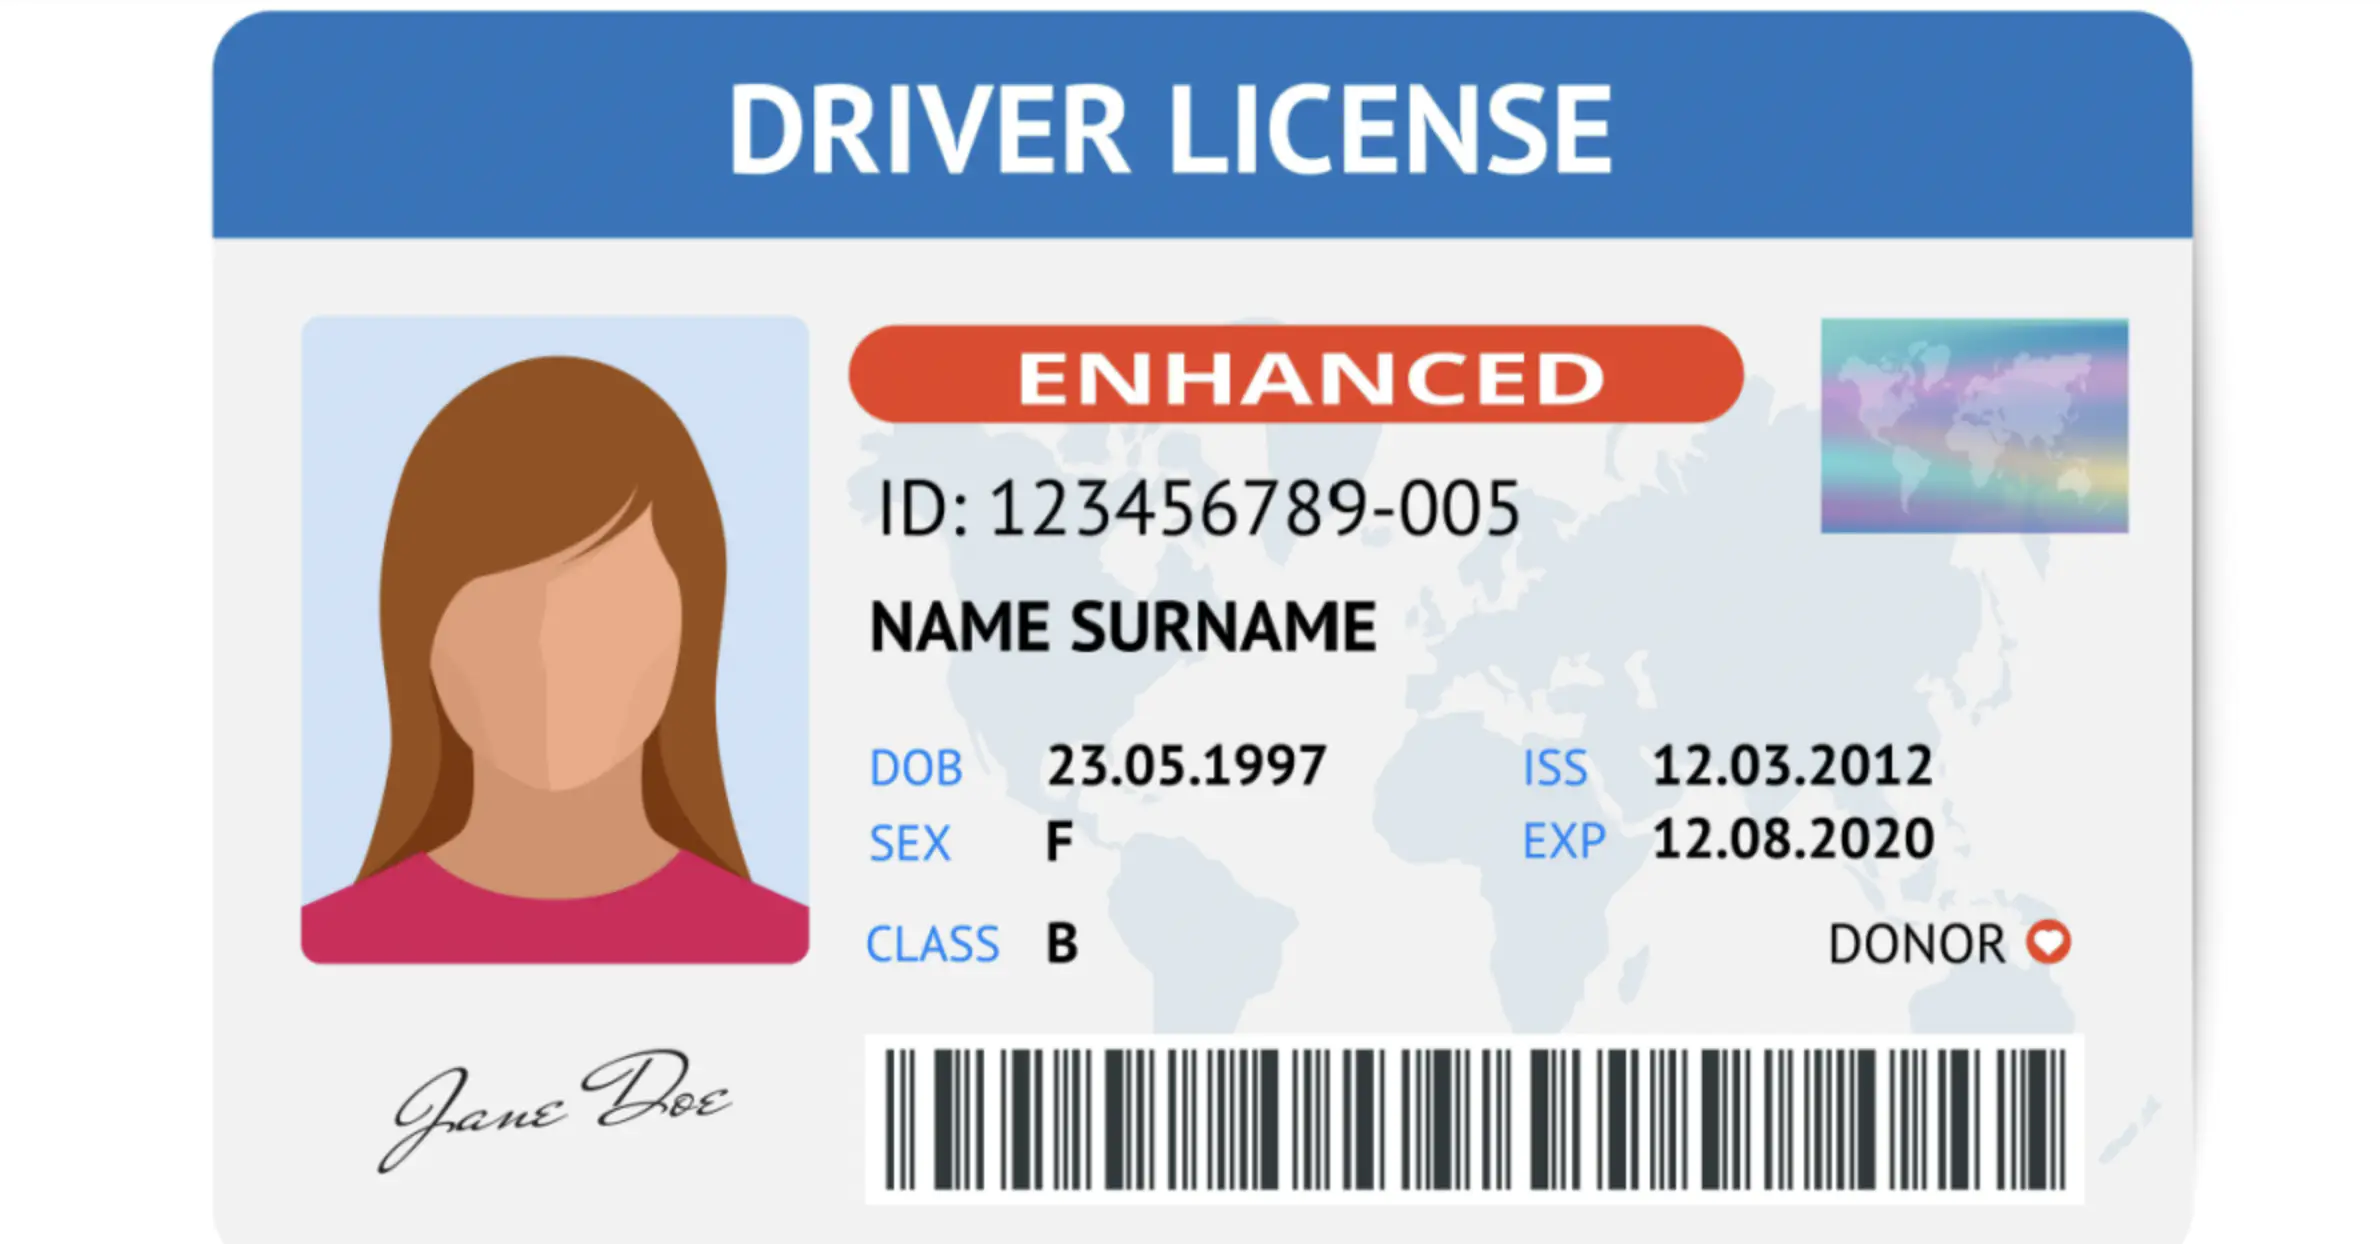 DRIVER LICENSE
ENHANCED
ID: 123456789-005
NAME SURNAME
DOB 23.05.1997 ISS 12.03.2012
SEX F EXP 12.08.2020
CLASS B DONOR
Jane Doe